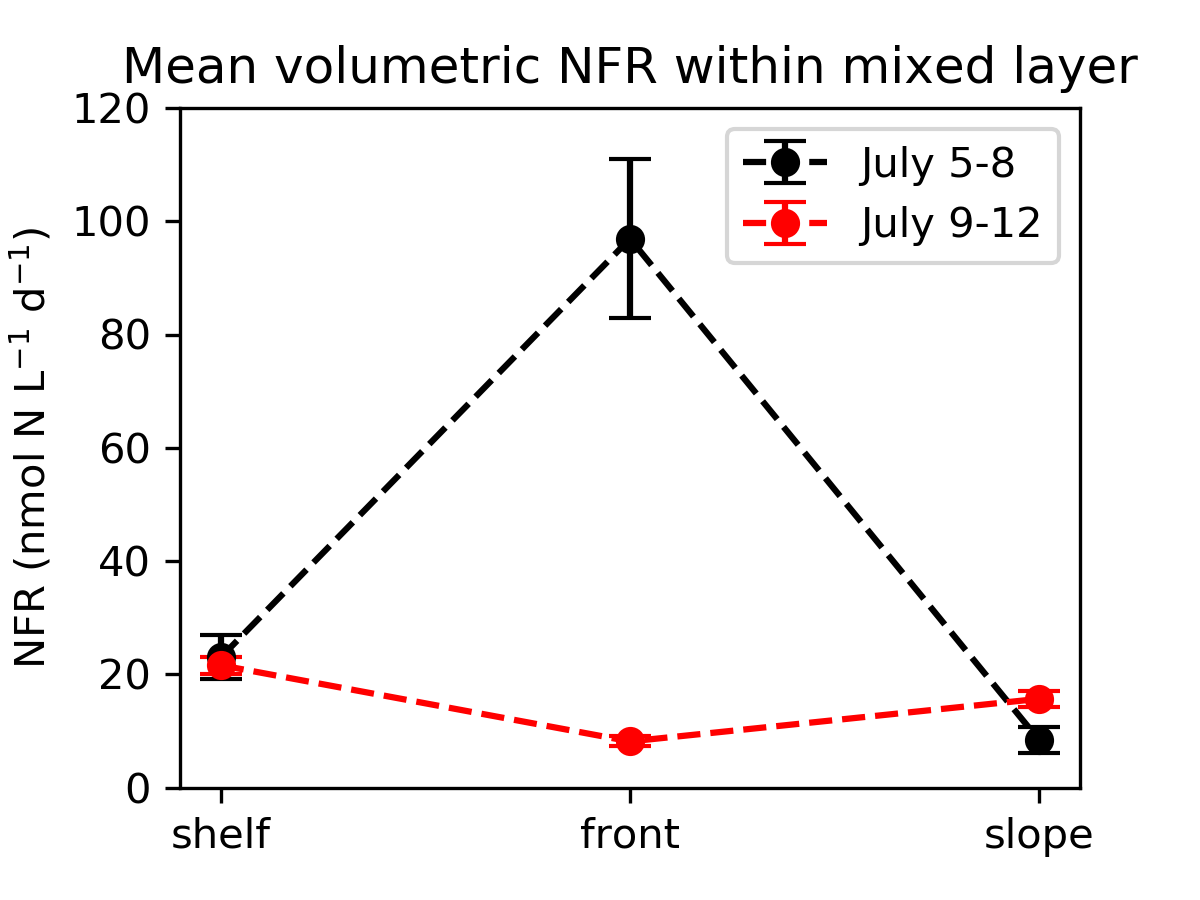 Mean volumetric NFR within mixed layer
NFR (nmol N L⁻¹ d⁻¹)
120
100
80
60
40
20
0
July 5-8
July 9-12
shelf
front
slope